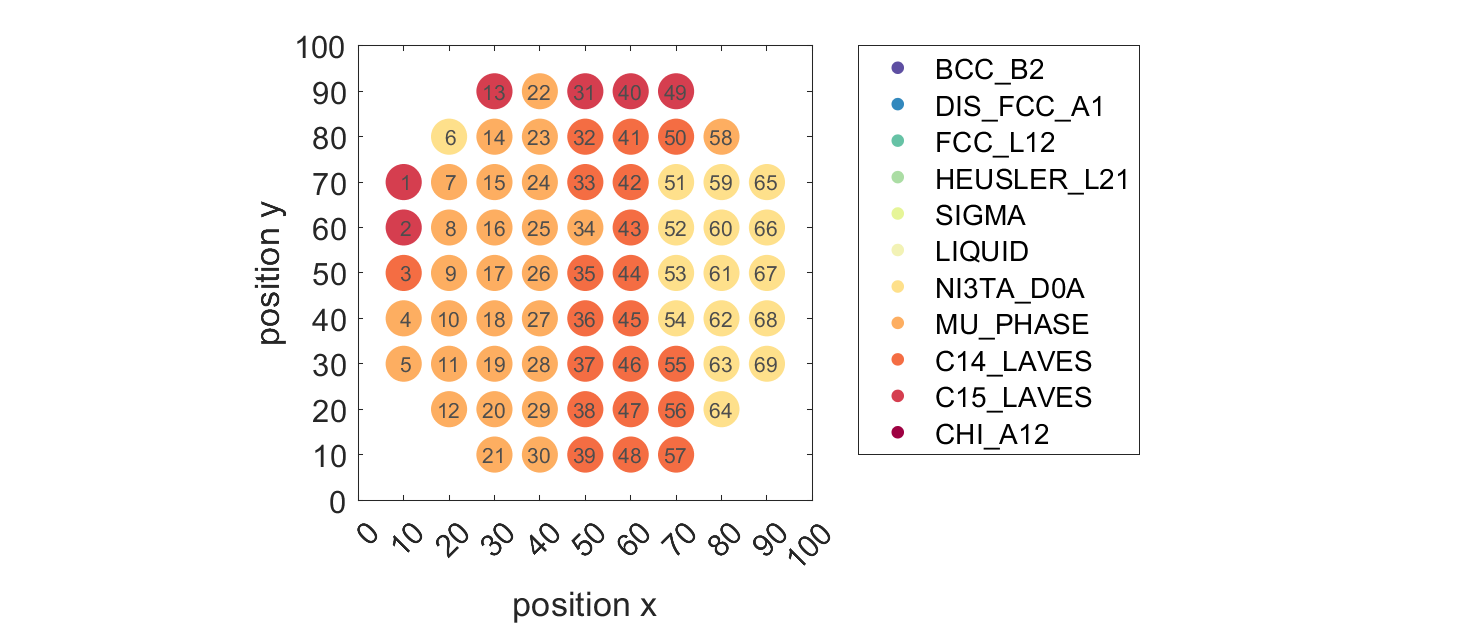 100
90 13 22 31 40 49
80 6 14 23 32 41 50 58
70 1 7 15 24 33 42 51 59 65
60 2 8 16 25 34 43 52 60 66
50 3 9 17 26 35 44 53 61 67
40 4 10 18 27 36 45 54 62 68
30 5 11 19 28 37 46 55 63 69
20 12 20 29 38 47 56 64
10 21 30 39 48 57
0
0 10 20 30 40 50 60 70 80 90 100
position x
position y
BCC_B2
DIS_FCC_A1
FCC_L12
HEUSLER_L21
SIGMA
LIQUID
NI3TA_D0A
MU_PHASE
C14_LAVES
C15_LAVES
CHI_A12